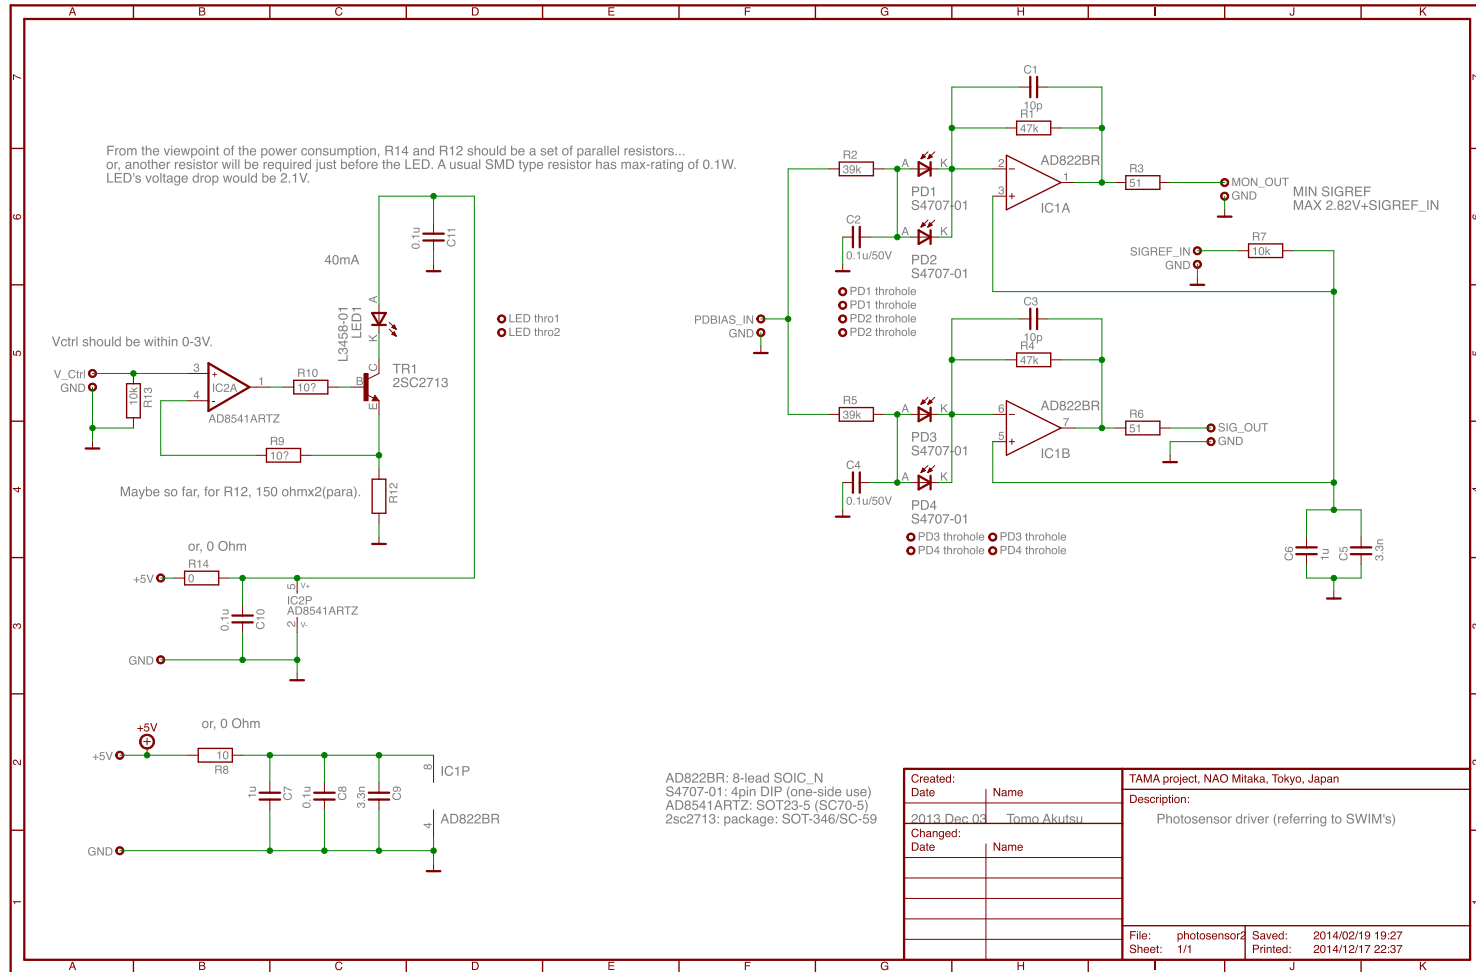 A B C D E F G H I J K
7
6
5
4
3
2
1
From the viewpoint of the power consumption, R14 and R12 should be a set of parallel resistors...
or, another resistor will be required just before the LED. A usual SMD type resistor has max-rating of 0.1W.
LED's voltage drop would be 2.1V.
0.1u
C11
40mA
A
L3458-01
LED1
K
LED thro1
LED thro2
Vctrl should be within 0-3V.
V_Ctrl
GND
10k
R13
3
4
+
-
IC2A
1
AD8541ARTZ
R10
10?
B
C
E
TR1
2SC2713
R9
10?
Maybe so far, for R12, 150 ohmx2(para).
R12
or, 0 Ohm
R14
+5V
0
0.1u
C10
5
V+
IC2P
AD8541ARTZ
2
V-
GND
or, 0 Ohm
+5V
+5V
10
R8
1u
C7
0.1u
C8
3.3n
C9
8
IC1P
4
AD822BR
GND
PDBIAS_IN
GND
C1
10p
R1
47k
R2
39k
A
K
PD1
S4707-01
C2
0.1u/50V
A
K
PD2
S4707-01
2
3
AD822BR
1
IC1A
R3
51
MON_OUT
GND
MIN SIGREF
MAX 2.82V+SIGREF_IN
SIGREF_IN
GND
R7
10k
PD1 throhole
PD1 throhole
PD2 throhole
PD2 throhole
C3
10p
R4
47k
R5
39k
A
K
PD3
S4707-01
C4
0.1u/50V
A
K
PD4
S4707-01
6
5
AD822BR
7
IC1B
R6
51
SIG_OUT
GND
PD3 throhole PD3 throhole
PD4 throhole PD4 throhole
C6
1u
C5
3.3n
AD822BR: 8-lead SOIC_N
S4707-01: 4pin DIP (one-side use)
AD8541ARTZ: SOT23-5 (SC70-5)
2sc2713: package: SOT-346/SC-59
Created:
Date Name
2013 Dec 03 Tomo Akutsu
Changed:
Date Name
TAMA project, NAO Mitaka, Tokyo, Japan
Description:
Photosensor driver (referring to SWIM's)
File: photosensor2 Saved: 2014/02/19 19:27
Sheet: 1/1 Printed: 2014/12/17 22:37
A B C D E F G H I J K